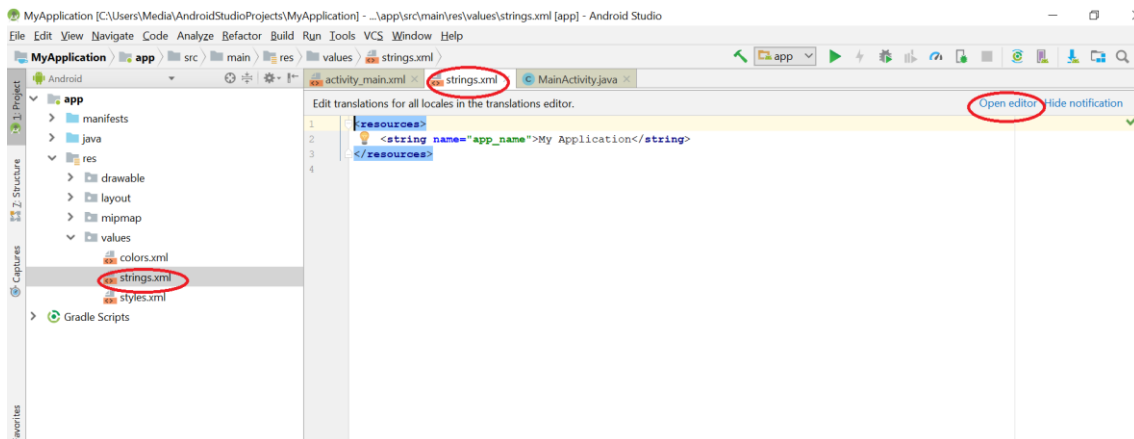 MyApplication [C:\Users\Media\AndroidStudioProjects\MyApplication] - ...\app\src\main\res\values\strings.xml [app] - Android Studio
File Edit View Navigate Code Analyze Refactor Build Run Tools VCS Window Help
MyApplication app src main res values strings.xml
app
Android
activity_main.xml strings.xml MainActivity.java
1: Project
Z: Structure
Captures
avorites
app
manifests
java
res
drawable
layout
mipmap
values
colors.xml
strings.xml
styles.xml
Gradle Scripts
Edit translations for all locales in the translations editor.
Open editor Hide notification
1 <resources>
2 <string name="app_name">My Application</string>
3 </resources>
4